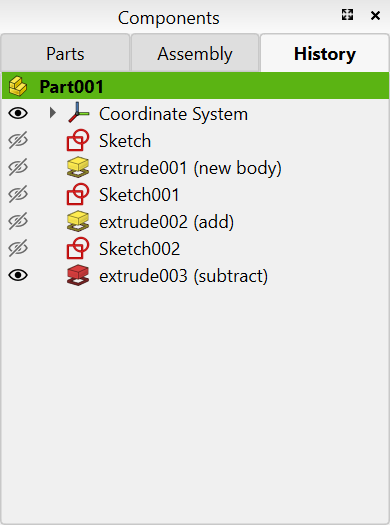 Components
Parts Assembly History
Part001
Coordinate System
Sketch
extrude001 (new body)
Sketch001
extrude002 (add)
Sketch002
extrude003 (subtract)